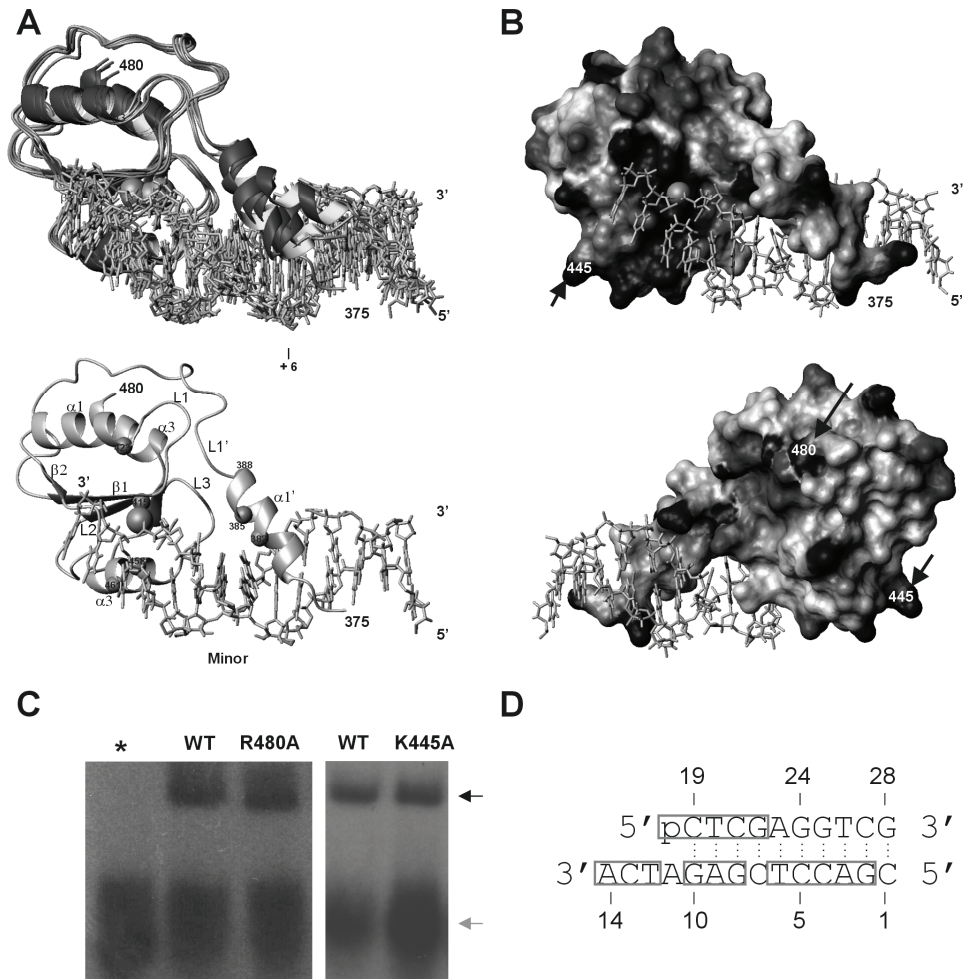 A
B
480
3'
375
5'
+ 6
445
3'
375
5'
480
α1
L1
α3
L1'
β2
3'
β1
388
L3
α1'
385
L2
α3
3'
375
5'
Minor
480
445
C
D
* WT R480A WT K445A
19 24 28
5' pCTCGAGGTCG 3'
3' ACTAGAGCTCCAGC 5'
14 10 5 1